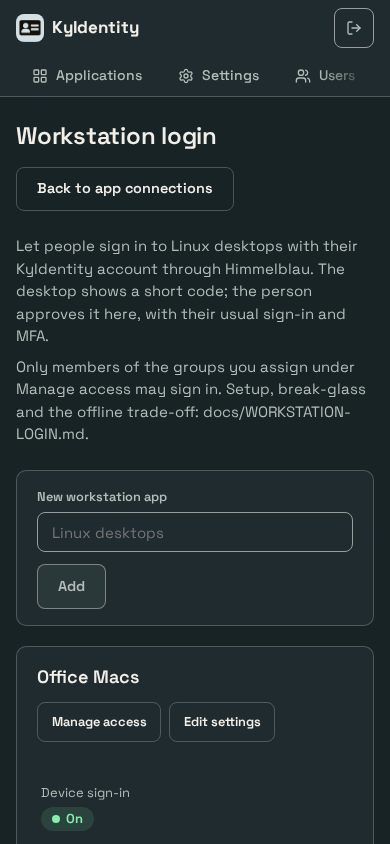 Kyldentity
Applications
Settings
Users
Workstation login
Back to app connections
Let people sign in to Linux desktops with their
Kyldentity account through Himmelblau. The
desktop shows a short code; the person
approves it here, with their usual sign-in and
MFA.
Only members of the groups you assign under
Manage access may sign in. Setup, break-glass
and the offline trade-off: docs/WORKSTATION-
LOGIN.md.
New workstation app
Linux desktops
Add
Office Macs
Manage access
Edit settings
Device sign-in
On